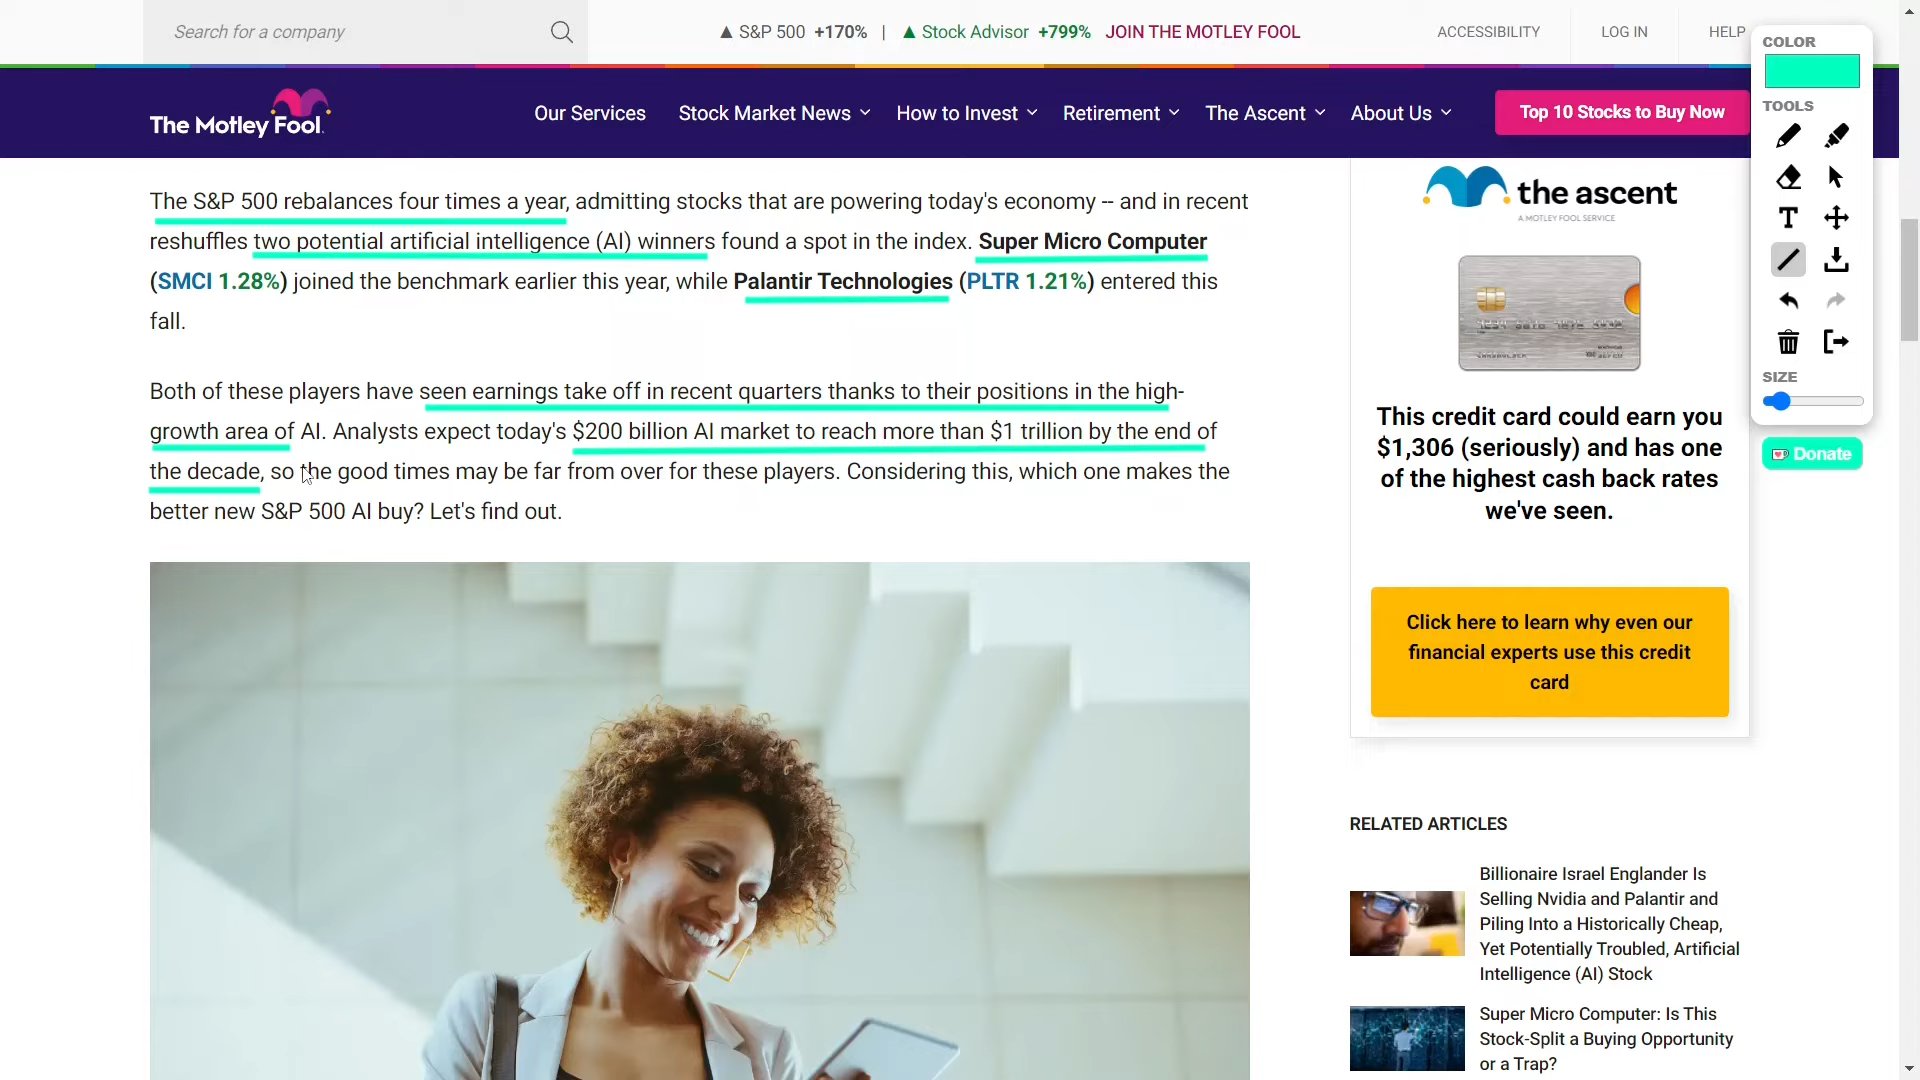 Search for a company
▲ S&P 500 +170% | ▲ Stock Advisor +799% JOIN THE MOTLEY FOOL
ACCESSIBILITY
LOG IN
HELP
The Motley Fool.
Our Services
Stock Market News
How to Invest
Retirement
The Ascent
About Us
Top 10 Stocks to Buy Now
COLOR
TOOLS
SIZE
Donate
The S&P 500 rebalances four times a year, admitting stocks that are powering today's economy -- and in recent
reshuffles two potential artificial intelligence (AI) winners found a spot in the index. Super Micro Computer
(SMCI 1.28%) joined the benchmark earlier this year, while Palantir Technologies (PLTR 1.21%) entered this
fall.
Both of these players have seen earnings take off in recent quarters thanks to their positions in the high-
growth area of AI. Analysts expect today's $200 billion AI market to reach more than $1 trillion by the end of
the decade, so the good times may be far from over for these players. Considering this, which one makes the
better new S&P 500 AI buy? Let's find out.
the ascent
A MOTLEY FOOL SERVICE
This credit card could earn you
$1,306 (seriously) and has one
of the highest cash back rates
we've seen.
Click here to learn why even our
financial experts use this credit
card
RELATED ARTICLES
Billionaire Israel Englander Is
Selling Nvidia and Palantir and
Piling Into a Historically Cheap,
Yet Potentially Troubled, Artificial
Intelligence (AI) Stock
Super Micro Computer: Is This
Stock-Split a Buying Opportunity
or a Trap?